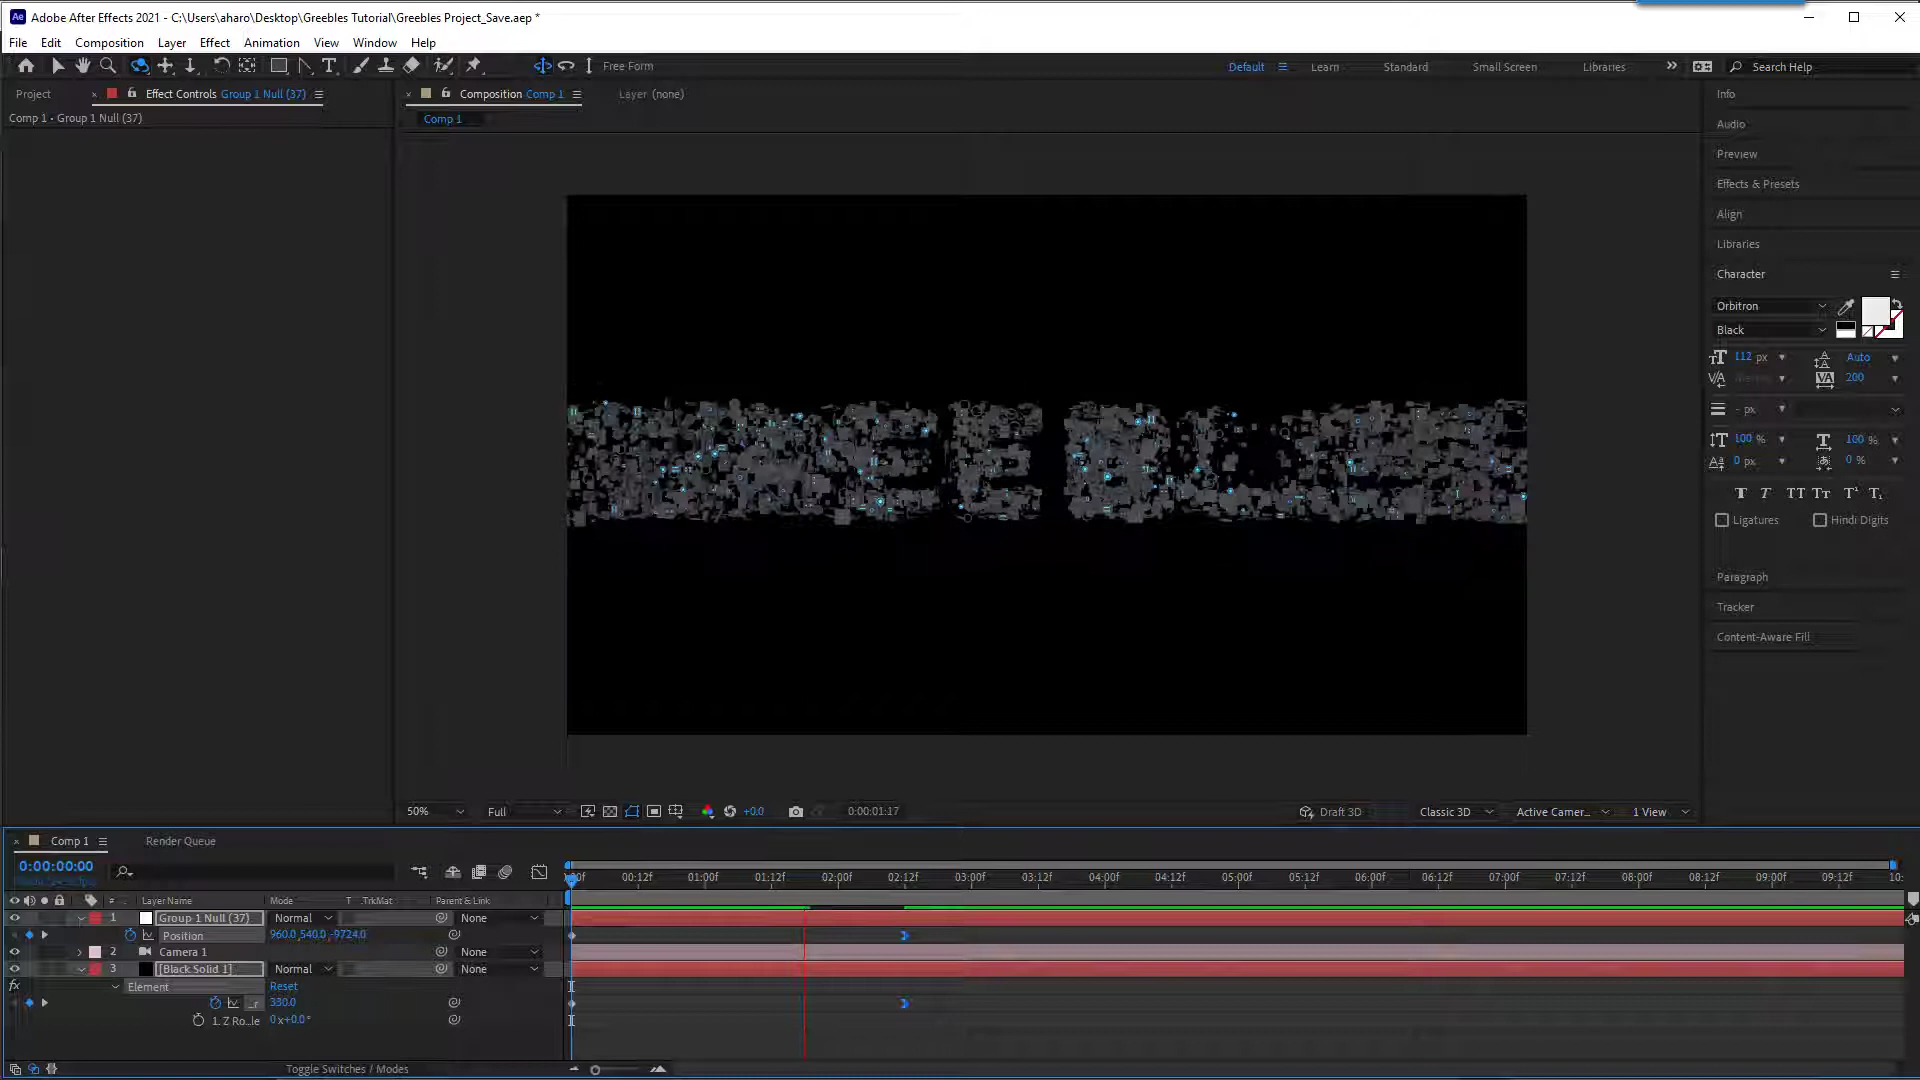 Adobe After Effects 2021 - C:\Users\aharo\Desktop\Greebles Tutorial\Greebles Project_Save.aep *
File Edit Composition Layer Effect Animation View Window Help
Free Form Default Learn Standard Small Screen Libraries Search Help
Project Effect Controls Group 1 Null (37) Composition Comp 1 Layer (none)
Comp 1 • Group 1 Null (37) Comp 1
Info
Audio
Preview
Effects & Presets
Align
Libraries
Character
Orbitron
Black
112 px Auto
200
- px
100 % 100 %
0 px 0 %
Ligatures Hindi Digits
Paragraph
Tracker
Content-Aware Fill
50% Full +0.0 0:00:01:17 Draft 3D Classic 3D Active Camer... 1 View
Comp 1 Render Queue
0:00:00:00
00:12f 01:00f 01:12f 02:00f 02:12f 03:00f 03:12f 04:00f 04:12f 05:00f 05:12f 06:00f 06:12f 07:00f 07:12f 08:00f 08:12f 09:00f 09:12f 10:
# Layer Name Mode T .TrkMat Parent & Link
1 Group 1 Null (37) Normal None
Position 960.0,540.0,-9724.0
2 Camera 1 None
3 [Black Solid 1] Normal None
fx Element Reset
_r 330.0
1. Z Ro...le 0x+0.0°
Toggle Switches / Modes